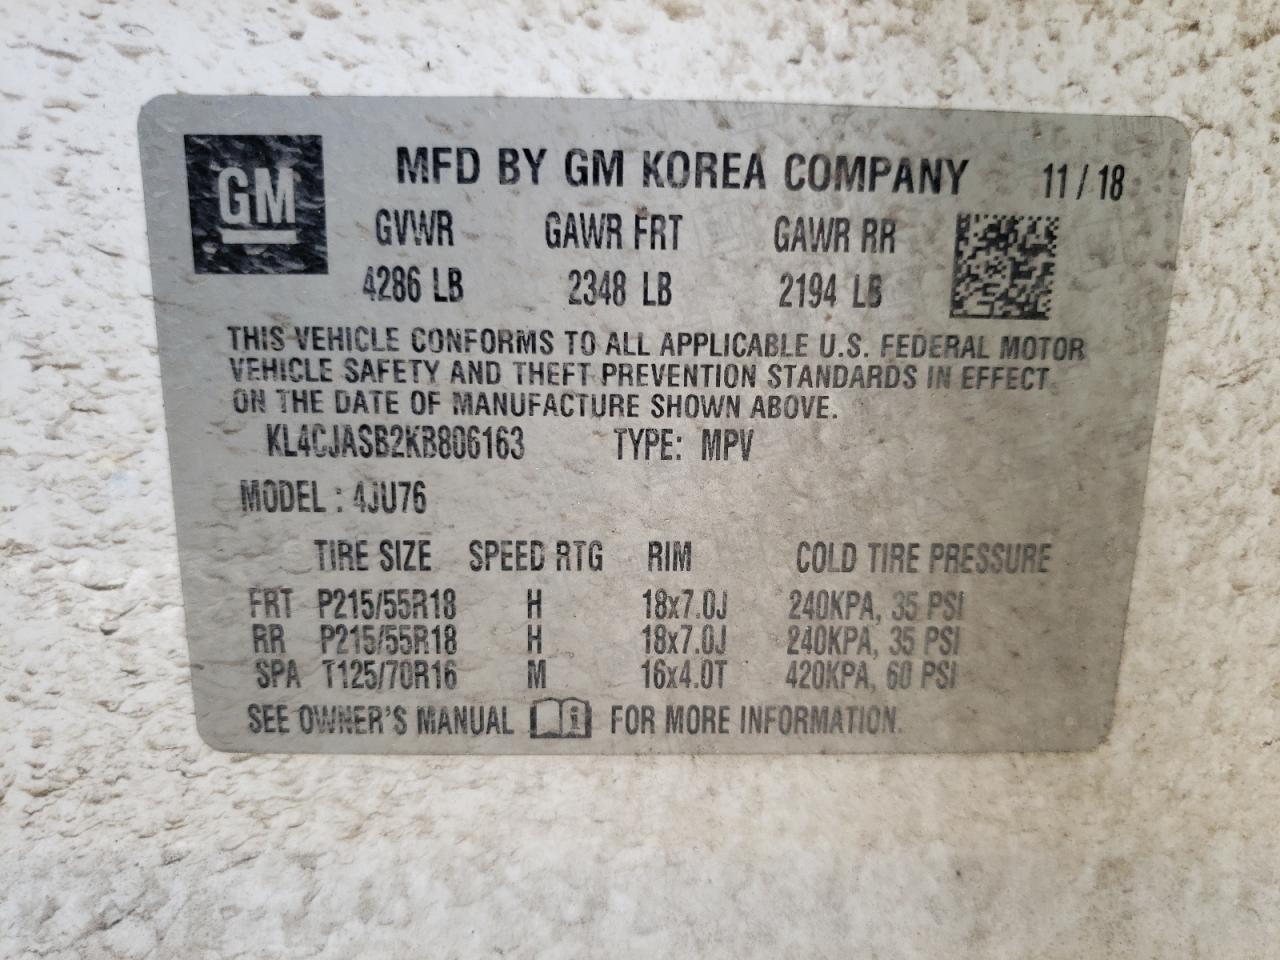 GM
MFD BY GM KOREA COMPANY 11/18
GVWR GAWR FRT GAWR RR
4286 LB 2348 LB 2194 LB
THIS VEHICLE CONFORMS TO ALL APPLICABLE U.S. FEDERAL MOTOR
VEHICLE SAFETY AND THEFT PREVENTION STANDARDS IN EFFECT
ON THE DATE OF MANUFACTURE SHOWN ABOVE.
KL4CJASB2KB806163 TYPE: MPV
MODEL : 4JU76
TIRE SIZE SPEED RTG RIM COLD TIRE PRESSURE
FRT P215/55R18 H 18x7.0J 240KPA, 35 PSI
RR P215/55R18 H 18x7.0J 240KPA, 35 PSI
SPA T125/70R16 M 16x4.0T 420KPA, 60 PSI
SEE OWNER'S MANUAL FOR MORE INFORMATION.